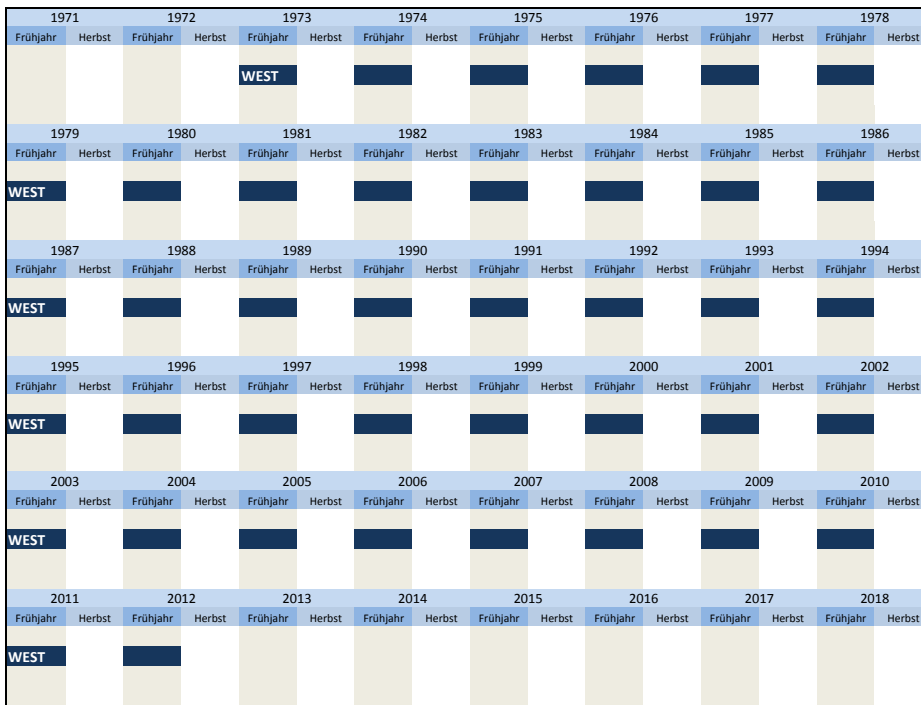 1971 1972 1973 1974 1975 1976 1977 1978
Frühjahr Herbst Frühjahr Herbst Frühjahr Herbst Frühjahr Herbst Frühjahr Herbst Frühjahr Herbst Frühjahr Herbst Frühjahr Herbst
WEST
1979 1980 1981 1982 1983 1984 1985 1986
Frühjahr Herbst Frühjahr Herbst Frühjahr Herbst Frühjahr Herbst Frühjahr Herbst Frühjahr Herbst Frühjahr Herbst Frühjahr Herbst
WEST
1987 1988 1989 1990 1991 1992 1993 1994
Frühjahr Herbst Frühjahr Herbst Frühjahr Herbst Frühjahr Herbst Frühjahr Herbst Frühjahr Herbst Frühjahr Herbst Frühjahr Herbst
WEST
1995 1996 1997 1998 1999 2000 2001 2002
Frühjahr Herbst Frühjahr Herbst Frühjahr Herbst Frühjahr Herbst Frühjahr Herbst Frühjahr Herbst Frühjahr Herbst Frühjahr Herbst
WEST
2003 2004 2005 2006 2007 2008 2009 2010
Frühjahr Herbst Frühjahr Herbst Frühjahr Herbst Frühjahr Herbst Frühjahr Herbst Frühjahr Herbst Frühjahr Herbst Frühjahr Herbst
WEST
2011 2012 2013 2014 2015 2016 2017 2018
Frühjahr Herbst Frühjahr Herbst Frühjahr Herbst Frühjahr Herbst Frühjahr Herbst Frühjahr Herbst Frühjahr Herbst Frühjahr Herbst
WEST